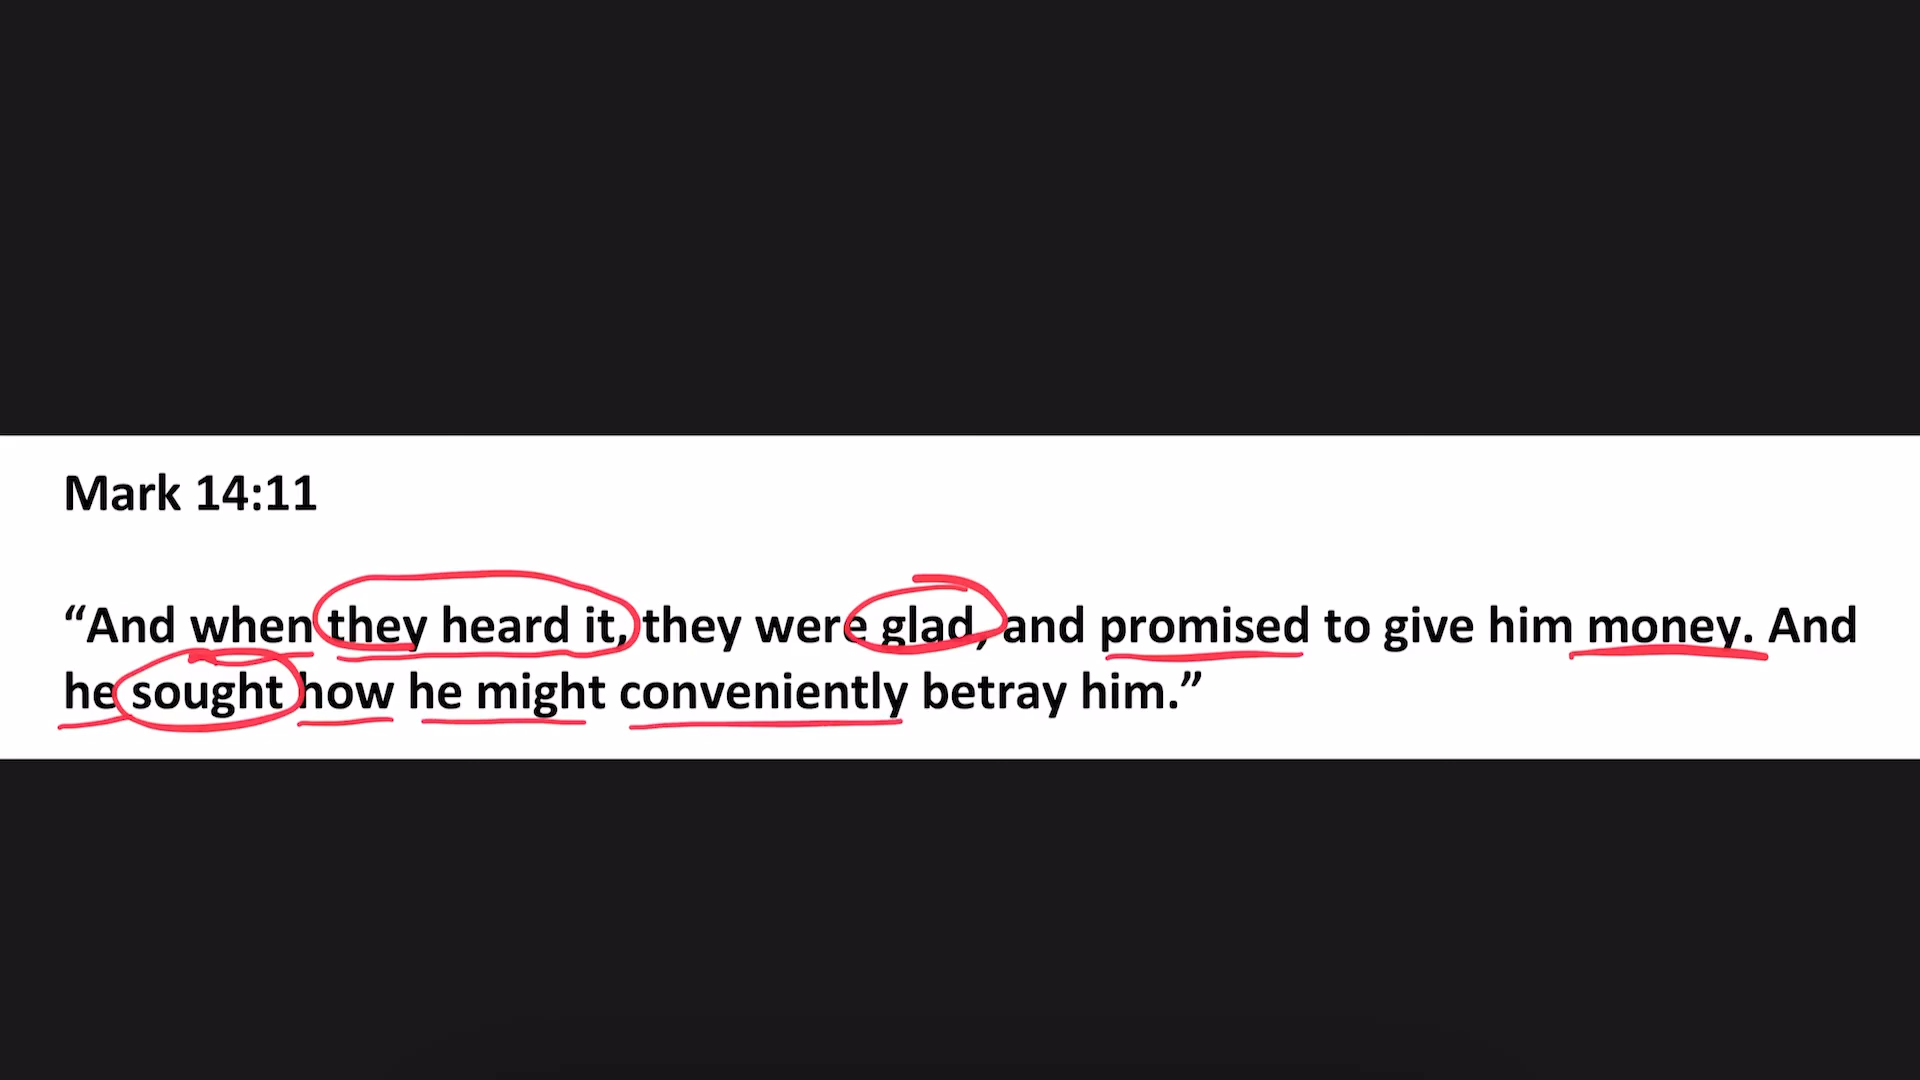 Mark 14:11
“And when they heard it, they were glad, and promised to give him money. And
he sought how he might conveniently betray him.”